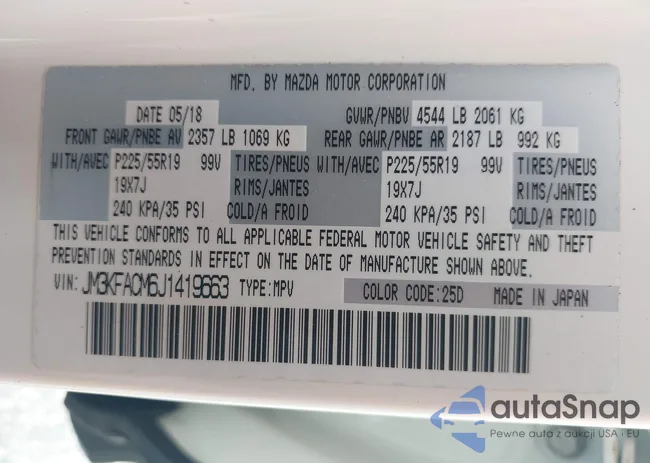 MFD. BY MAZDA MOTOR CORPORATION
DATE 05/18 GVWR/PNBV 4544 LB 2061 KG
FRONT GAWR/PNBE AV 2357 LB 1069 KG REAR GAWR/PNBE AR 2187 LB 992 KG
WITH/AVEC P225/55R19 99V TIRES/PNEUS WITH/AVEC P225/55R19 99V TIRES/PNEUS
19X7J RIMS/JANTES 19X7J RIMS/JANTES
240 KPA/35 PSI COLD/A FROID 240 KPA/35 PSI COLD/A FROID
THIS VEHICLE CONFORMS TO ALL APPLICABLE FEDERAL MOTOR VEHICLE SAFETY AND THEFT
PREVENTION STANDARDS IN EFFECT ON THE DATE OF MANUFACTURE SHOWN ABOVE.
VIN: JM3KFACM6J1419663 TYPE:MPV COLOR CODE:25D MADE IN JAPAN
autaSnap
Pewne auta z aukcji USA · EU